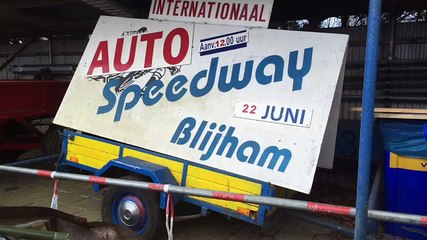 INTERNATIONAAL
AUTO
Aanv. 12.00 uur
Speedway
22 JUNI
Blijham